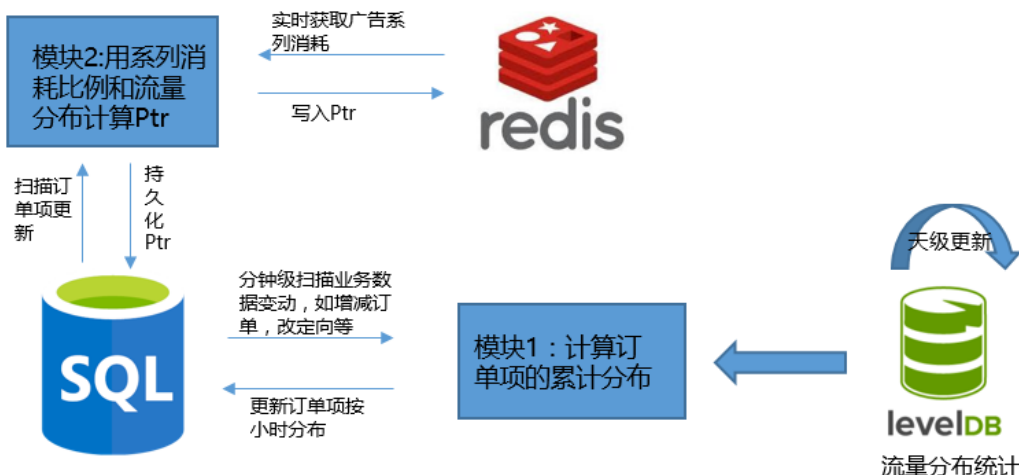 模块2:用系列消
耗比例和流量
分布计算Ptr
实时获取广告系
列消耗
写入Ptr
redis
扫描订
单项更
新
持
久
化
Ptr
SQL
分钟级扫描业务数
据变动，如增减订
单，改定向等
更新订单项按
小时分布
模块1：计算订
单项的累计分布
天级更新
levelDB
流量分布统计